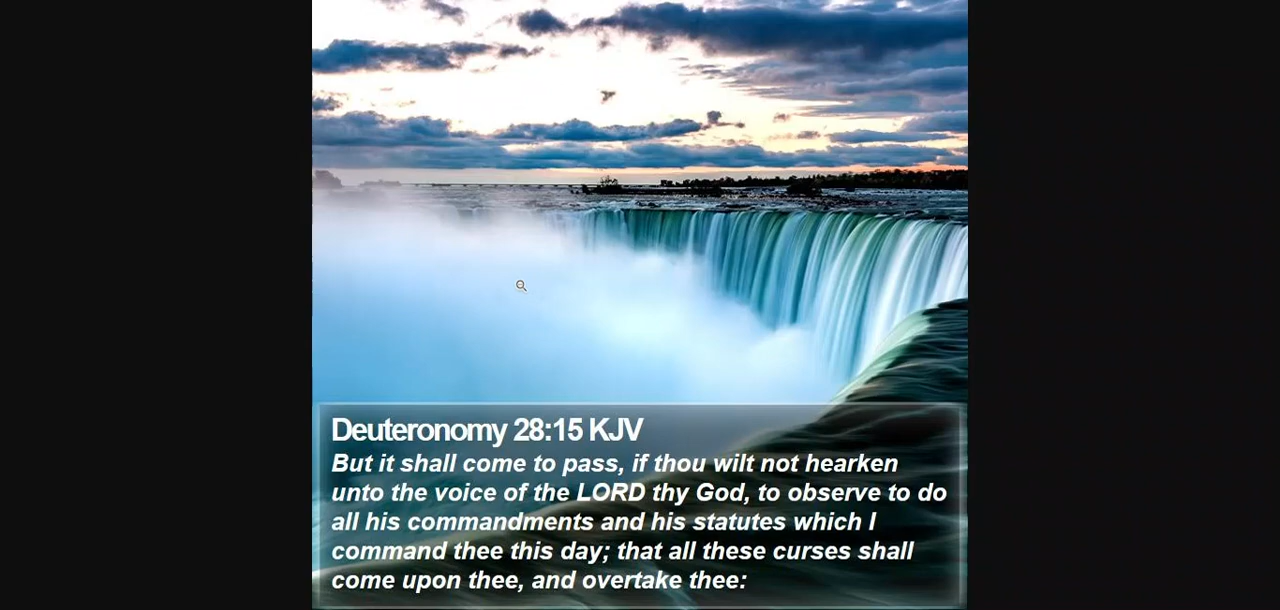 Deuteronomy 28:15 KJV
But it shall come to pass, if thou wilt not hearken
unto the voice of the LORD thy God, to observe to do
all his commandments and his statutes which I
command thee this day; that all these curses shall
come upon thee, and overtake thee: